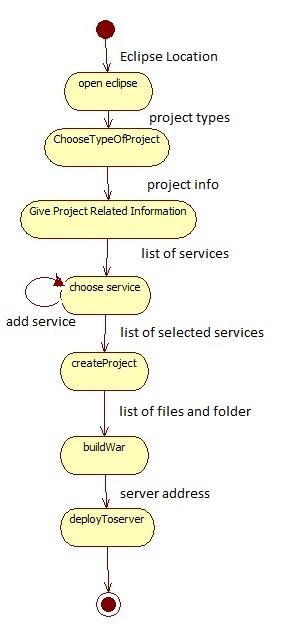 Eclipse Location
open eclipse
project types
ChooseTypeOfProject
project info
Give Project Related Information
list of services
choose service
add service
list of selected services
createProject
list of files and folder
buildWar
server address
deployToserver